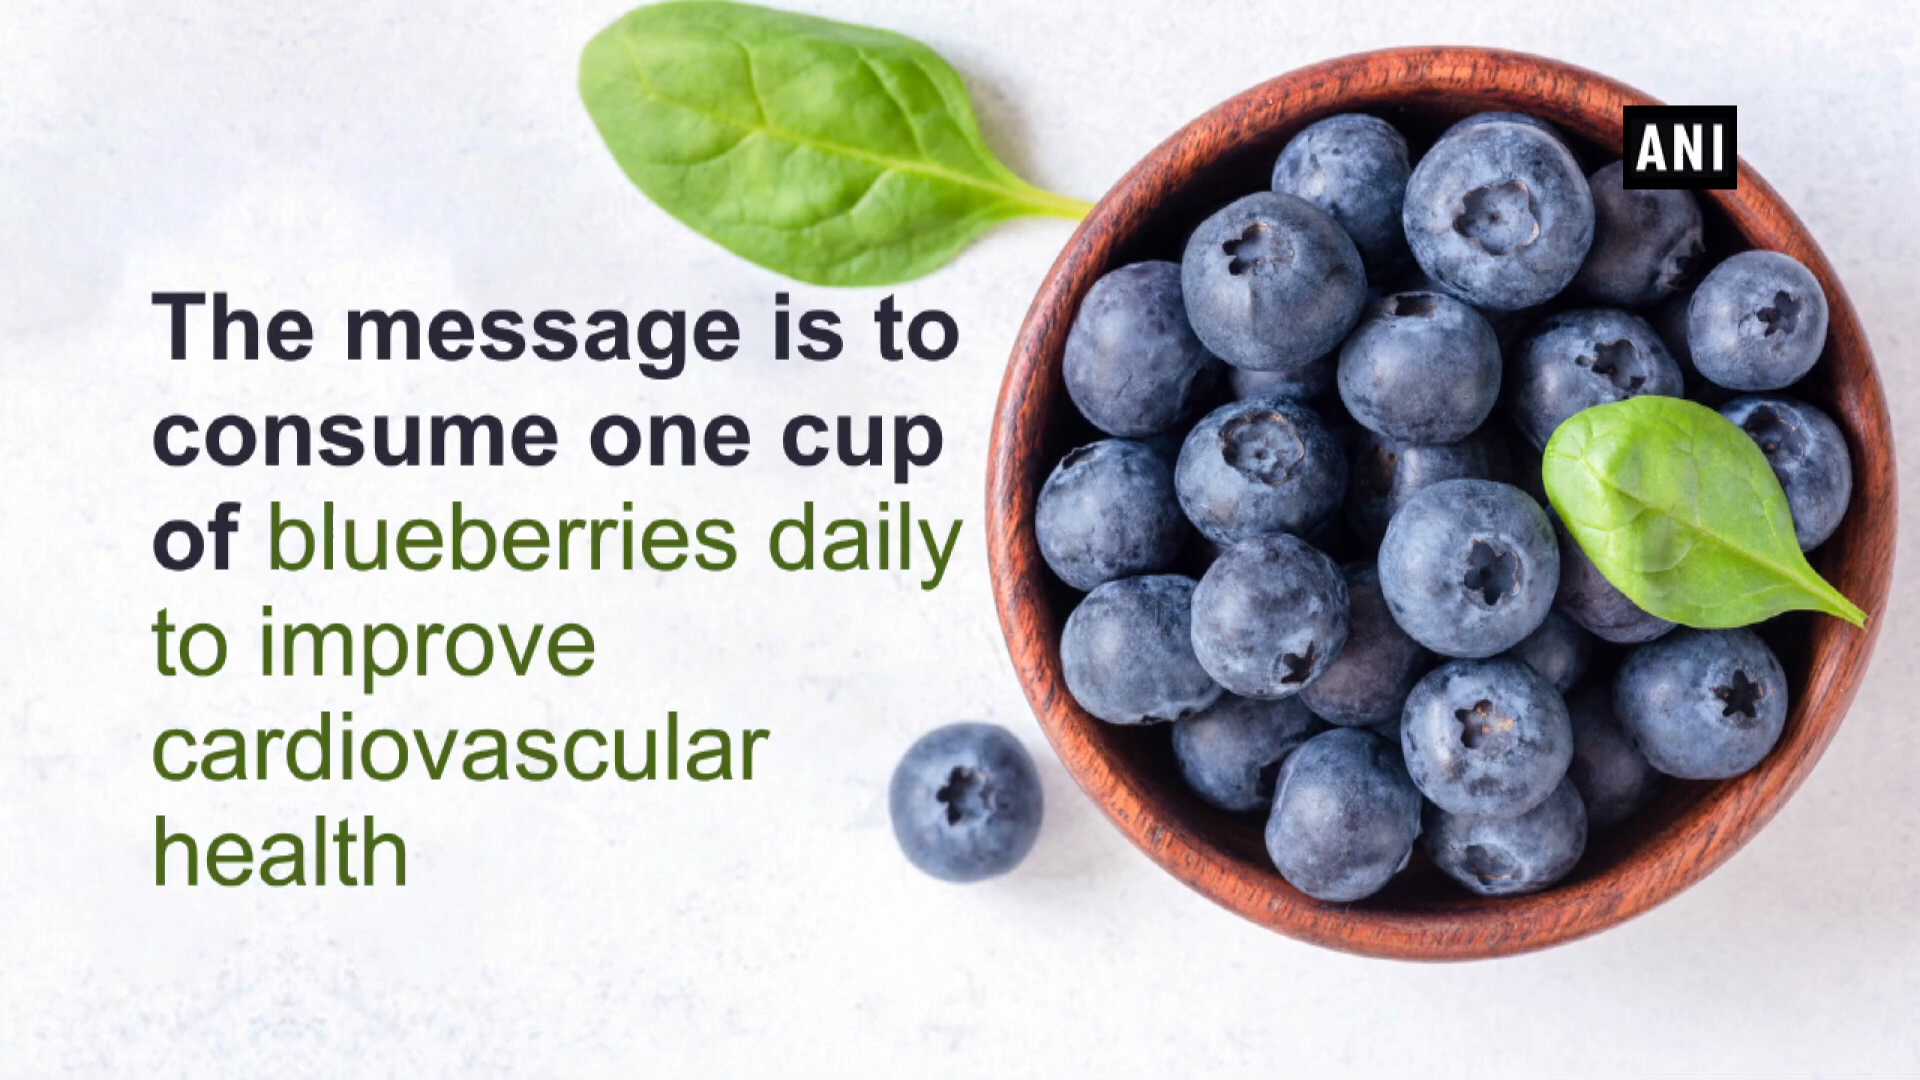 ANI
The message is to
consume one cup
of blueberries daily
to improve
cardiovascular
health